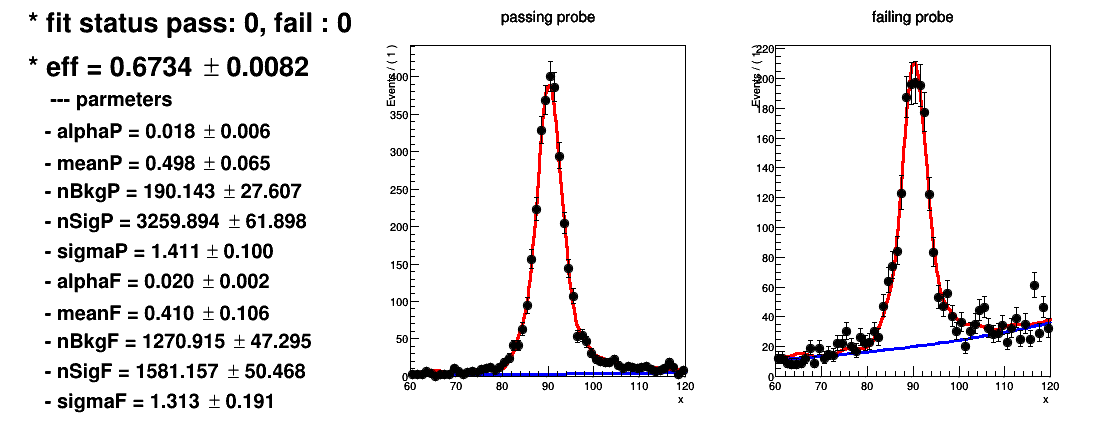 * fit status pass: 0, fail : 0
* eff = 0.6734 ± 0.0082
--- parmeters
- alphaP = 0.018 ± 0.006
- meanP = 0.498 ± 0.065
- nBkgP = 190.143 ± 27.607
- nSigP = 3259.894 ± 61.898
- sigmaP = 1.411 ± 0.100
- alphaF = 0.020 ± 0.002
- meanF = 0.410 ± 0.106
- nBkgF = 1270.915 ± 47.295
- nSigF = 1581.157 ± 50.468
- sigmaF = 1.313 ± 0.191
passing probe
Events / ( 1 )
400
350
300
250
200
150
100
50
0
60 70 80 90 100 110 120
x
failing probe
Events / ( 1 )
220
200
180
160
140
120
100
80
60
40
20
0
60 70 80 90 100 110 120
x